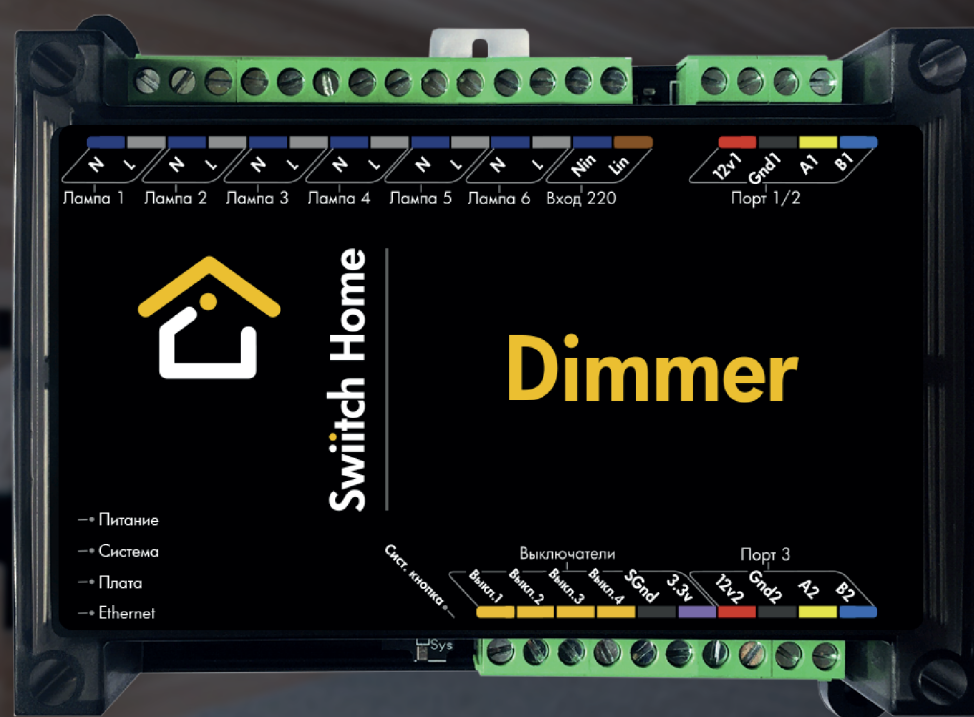 N L N L N L N L N L N L Nin Lin
Лампа 1 Лампа 2 Лампа 3 Лампа 4 Лампа 5 Лампа 6 Вход 220
12v1 Gnd1 A1 B1
Порт 1/2
Swiitch Home
Dimmer
Питание
Система
Плата
Ethernet
Сист. кнопка
Выключатели
Выкл.1 Выкл.2 Выкл.3 Выкл.4 SGnd 3.3v
Порт 3
12v2 Gnd2 A2 B2
Sys